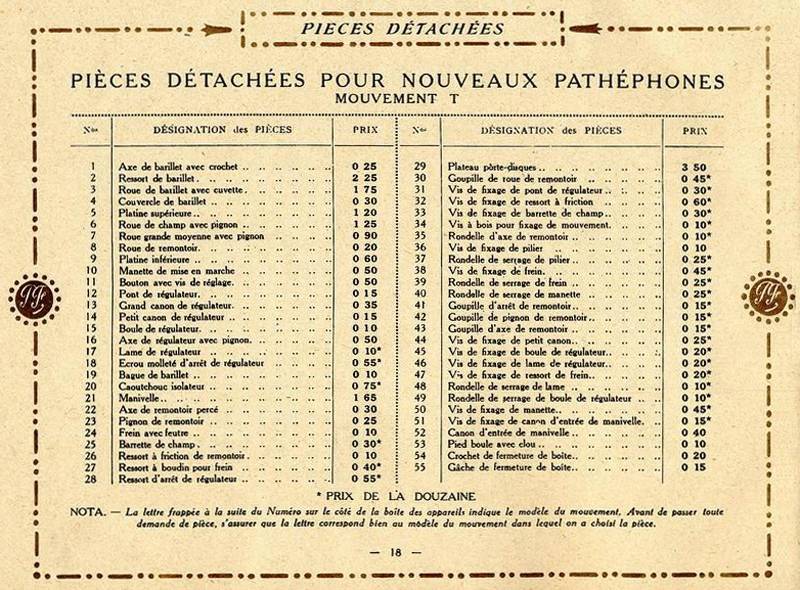 PIECES DÉTACHÉES
PIÈCES DÉTACHÉES POUR NOUVEAUX PATHÉPHONES
MOUVEMENT T
Nos DÉSIGNATION des PIÈCES PRIX
1 Axe de barillet avec crochet 0 25
2 Ressort de barillet 2 25
3 Roue de barillet avec cuvette 1 75
4 Couvercle de barillet 0 30
5 Platine supérieure 1 20
6 Roue de champ avec pignon 1 25
7 Roue grande moyenne avec pignon 0 90
8 Roue de remontoir 0 20
9 Platine inférieure 0 60
10 Manette de mise en marche 0 50
11 Bouton avec vis de réglage 0 50
12 Pont de régulateur 0 15
13 Grand canon de régulateur 0 35
14 Petit canon de régulateur 0 15
15 Boule de régulateur 0 10
16 Axe de régulateur avec pignon 0 50
17 Lame de régulateur 0 10*
18 Ecrou molleté d'arrêt de régulateur 0 55*
19 Bague de barillet 0 10
20 Caoutchouc isolateur 0 75*
21 Manivelle 1 65
22 Axe de remontoir percé 0 30
23 Pignon de remontoir 0 25
24 Frein avec feutre 0 10
25 Barrette de champ 0 30*
26 Ressort à friction de remontoir 0 10
27 Ressort à boudin pour frein 0 40*
28 Ressort d'arrêt de régulateur 0 55*
Nos DÉSIGNATION des PIÈCES PRIX
29 Plateau pôrte-disques 3 50
30 Goupille de roue de remontoir 0 45*
31 Vis de fixage de pont de régulateur 0 30*
32 Vis de fixage de ressort à friction 0 60*
33 Vis de fixage de barrette de champ 0 30*
34 Vis à bois pour fixage de mouvement 0 10*
35 Rondelle d'axe de remontoir 0 10*
36 Vis de fixage de pilier 0 10
37 Rondelle de serrage de pilier 0 25*
38 Vis de fixage de frein 0 45*
39 Rondelle de serrage de frein 0 25*
40 Rondelle de serrage de manette 0 25*
41 Goupille d'arrêt de remontoir 0 15*
42 Goupille de pignon de remontoir 0 15*
43 Goupille d'axe de remontoir 0 15*
44 Vis de fixage de petit canon 0 25*
45 Vis de fixage de boule de régulateur 0 20*
46 Vis de fixage de lame de régulateur 0 20*
47 Vis de fixage de ressort de frein 0 20*
48 Rondelle de serrage de lame 0 10*
49 Rondelle de serrage de boule de régulateur 0 10*
50 Vis de fixage de manette 0 45*
51 Vis de fixage de canon d'entrée de manivelle 0 15*
52 Canon d'entrée de manivelle 0 40
53 Pied boule avec clou 0 10
54 Crochet de fermeture de boîte 0 20
55 Gâche de fermeture de boîte 0 15
* PRIX DE LA DOUZAINE
NOTA. — La lettre frappée à la suite du Numéro sur le côté de la boîte des appareils indique le modèle du mouvement. Avant de passer toute
demande de pièce, s'assurer que la lettre correspond bien au modèle du mouvement dans lequel on a choisi la pièce.
— 18 —